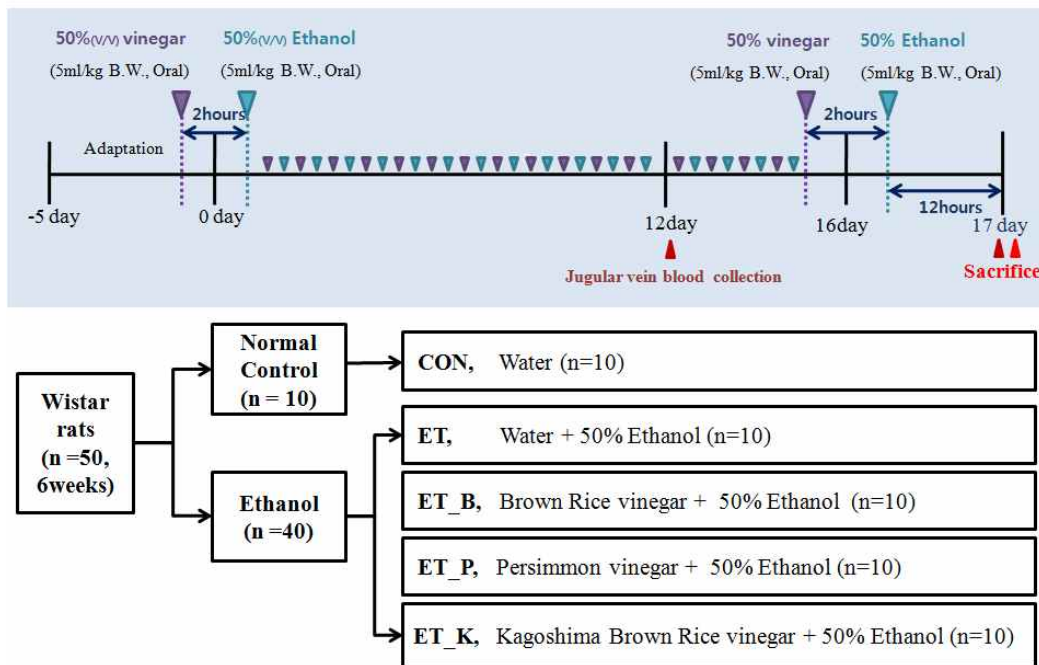 50%(V/V) vinegar
50%(V/V) Ethanol
50% vinegar
50% Ethanol
(5ml/kg B.W., Oral)
(5ml/kg B.W., Oral)
(5ml/kg B.W., Oral)
(5ml/kg B.W., Oral)
2hours
2hours
Adaptation
-5 day
0 day
12day
16day
12hours
17 day
Jugular vein blood collection
Sacrifice
Wistar
rats
(n =50,
6weeks)
Normal
Control
(n = 10)
Ethanol
(n =40)
CON, Water (n=10)
ET, Water + 50% Ethanol (n=10)
ET_B, Brown Rice vinegar + 50% Ethanol (n=10)
ET_P, Persimmon vinegar + 50% Ethanol (n=10)
ET_K, Kagoshima Brown Rice vinegar + 50% Ethanol (n=10)